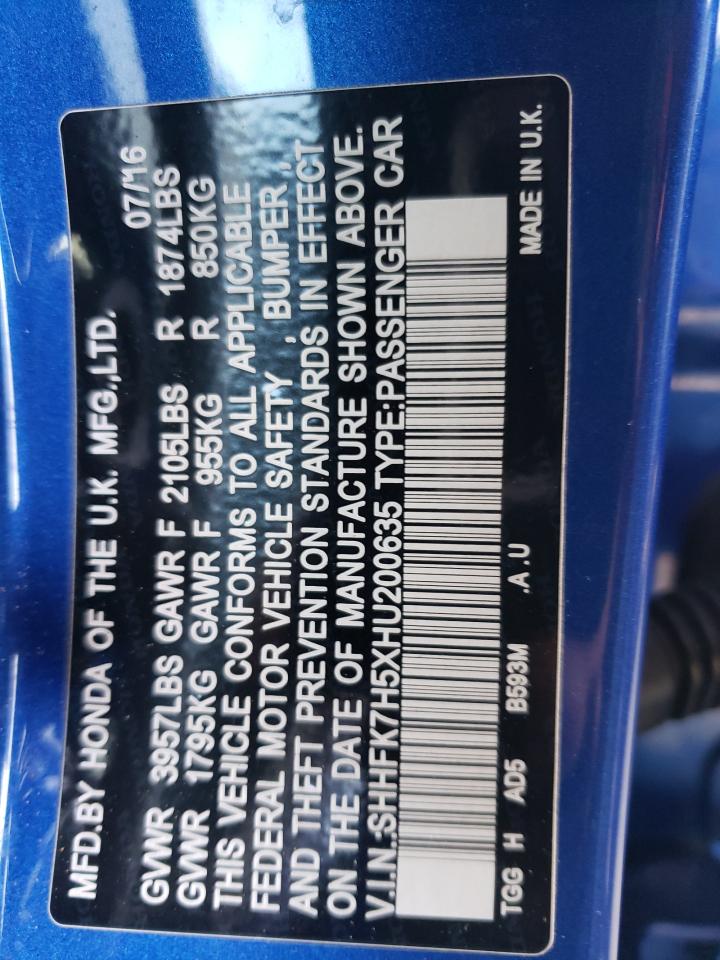 MFD.BY HONDA OF THE U.K. MFG.,LTD. 07/16
GVWR 3957LBS GAWR F 2105LBS R 1874LBS
GVWR 1795KG GAWR F 955KG R 850KG
THIS VEHICLE CONFORMS TO ALL APPLICABLE
FEDERAL MOTOR VEHICLE SAFETY , BUMPER ,
AND THEFT PREVENTION STANDARDS IN EFFECT
ON THE DATE OF MANUFACTURE SHOWN ABOVE.
V.I.N.:SHHFK7H5XHU200635 TYPE:PASSENGER CAR
TGG H AD5 B593M .A .U MADE IN U.K.